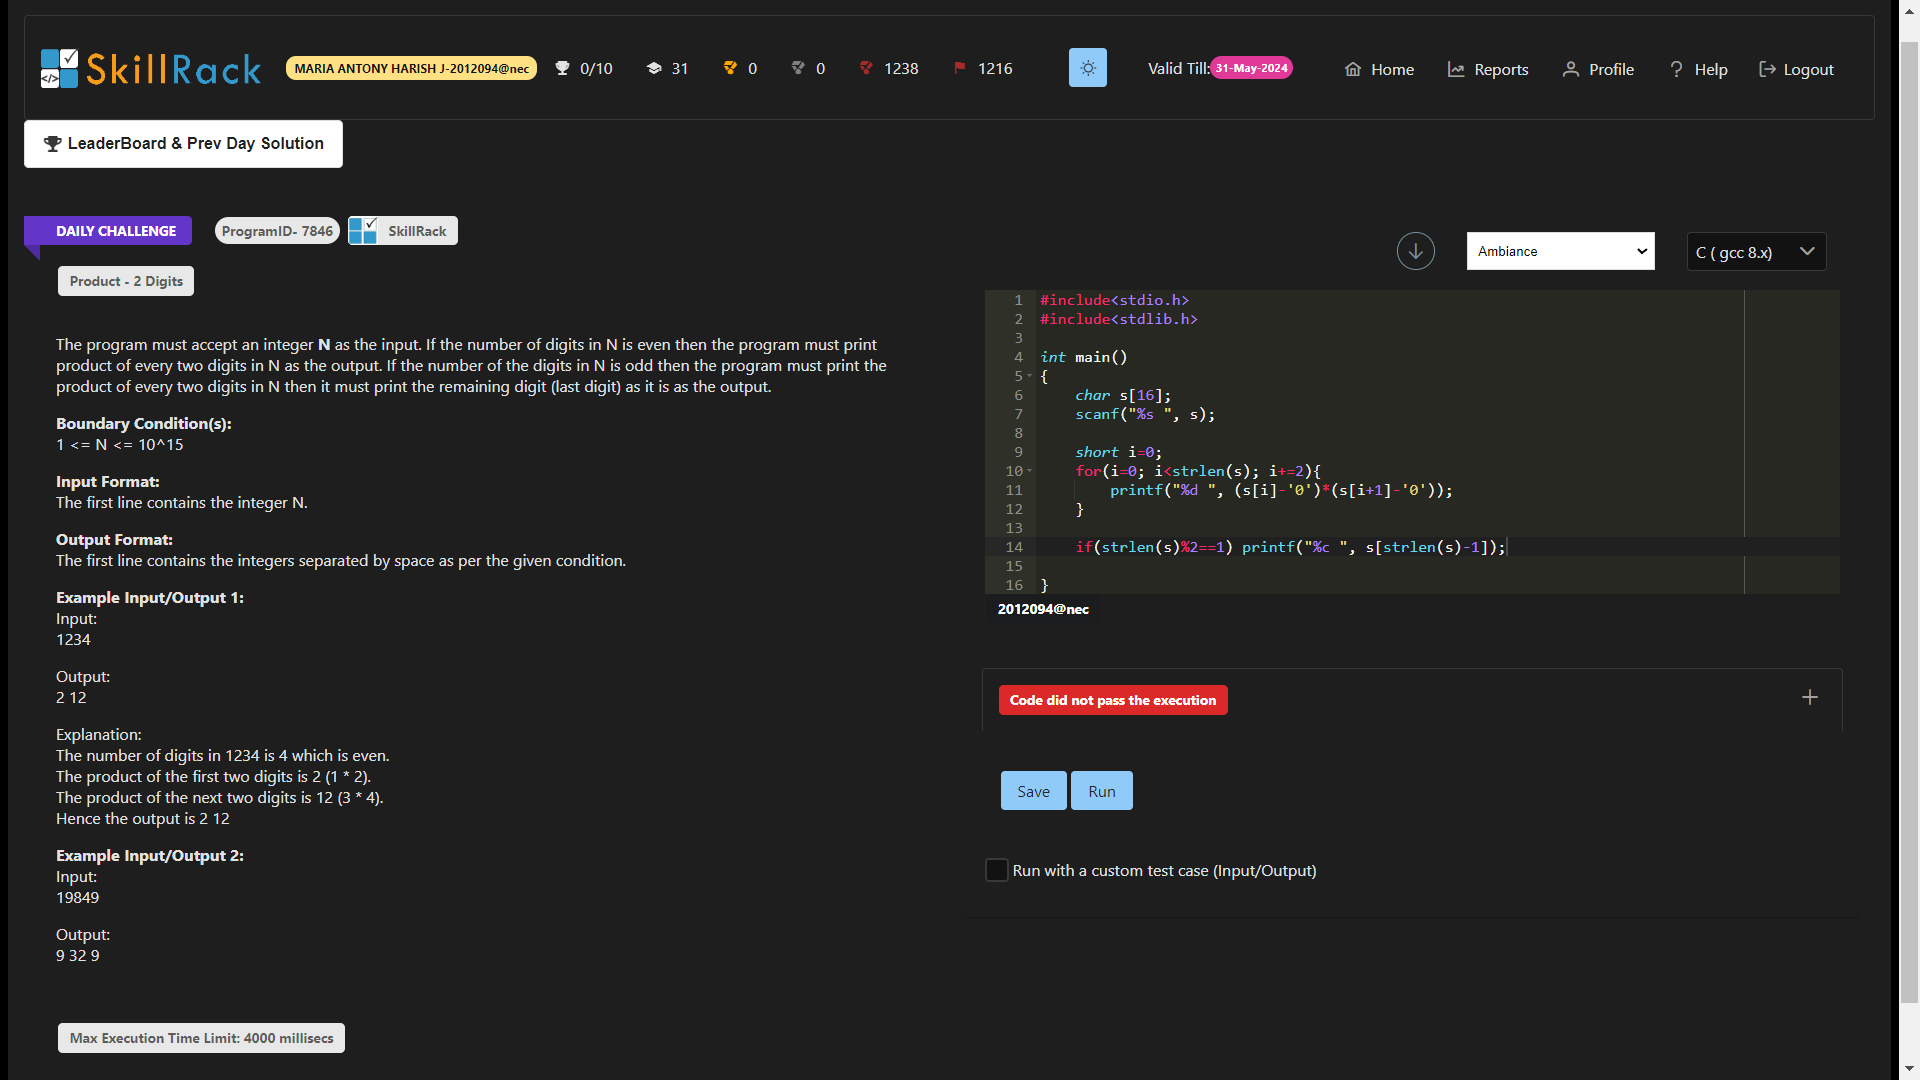 SkillRack
MARIA ANTONY HARISH J-2012094@nec
0/10
31
0
0
1238
1216
Valid Till: 31-May-2024
Home
Reports
Profile
? Help
Logout
LeaderBoard & Prev Day Solution
DAILY CHALLENGE
ProgramID- 7846
SkillRack
Product - 2 Digits
The program must accept an integer N as the input. If the number of digits in N is even then the program must print
product of every two digits in N as the output. If the number of the digits in N is odd then the program must print the
product of every two digits in N then it must print the remaining digit (last digit) as it is as the output.
Boundary Condition(s):
1 <= N <= 10^15
Input Format:
The first line contains the integer N.
Output Format:
The first line contains the integers separated by space as per the given condition.
Example Input/Output 1:
Input:
1234
Output:
2 12
Explanation:
The number of digits in 1234 is 4 which is even.
The product of the first two digits is 2 (1 * 2).
The product of the next two digits is 12 (3 * 4).
Hence the output is 2 12
Example Input/Output 2:
Input:
19849
Output:
9 32 9
Max Execution Time Limit: 4000 millisecs
Ambiance
C ( gcc 8.x)
1 #include<stdio.h>
2 #include<stdlib.h>
3
4 int main()
5 {
6     char s[16];
7     scanf("%s ", s);
8
9     short i=0;
10     for(i=0; i<strlen(s); i+=2){
11         printf("%d ", (s[i]-'0')*(s[i+1]-'0'));
12     }
13
14     if(strlen(s)%2==1) printf("%c ", s[strlen(s)-1]);
15
16 }
2012094@nec
Code did not pass the execution
Save
Run
Run with a custom test case (Input/Output)